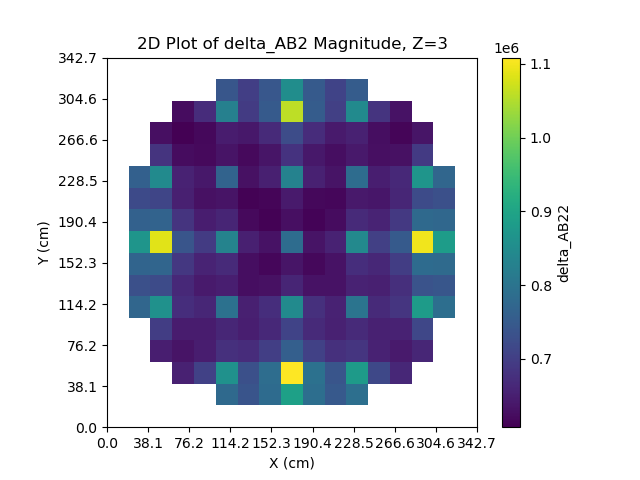 2D Plot of delta_AB2 Magnitude, Z=3
1e6
342.7
304.6
266.6
228.5
190.4
152.3
114.2
76.2
38.1
0.0
Y (cm)
0.0 38.1 76.2 114.2 152.3 190.4 228.5 266.6 304.6 342.7
X (cm)
1.1
1.0
0.9
0.8
0.7
delta_AB22